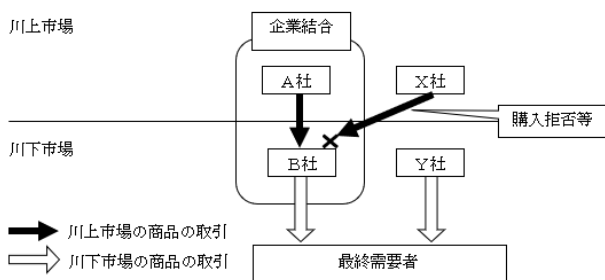 川上市場
企業結合
A社
X社
購入拒否等
川下市場
B社
Y社
川上市場の商品の取引
川下市場の商品の取引
最終需要者